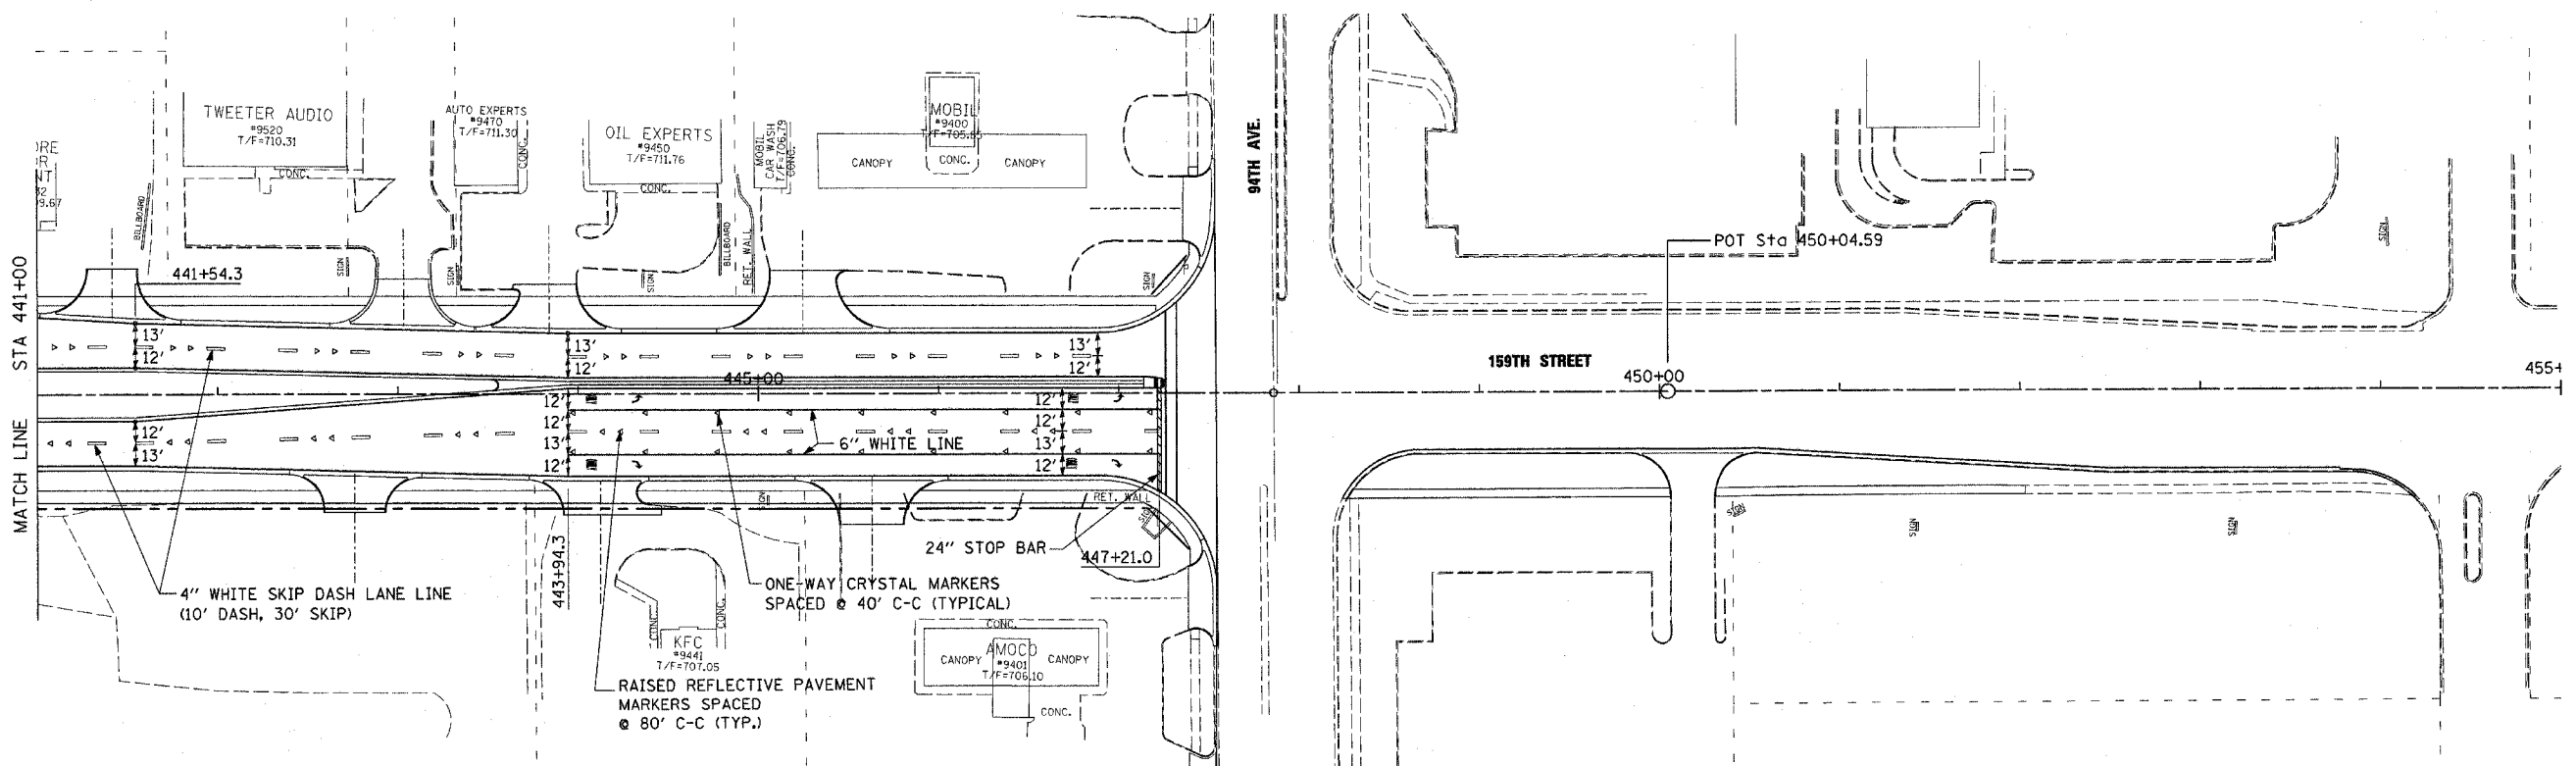 TWEETER AUDIO
#9520
T/F=710.31
CONC.
AUTO EXPERTS
#9470
T/F=711.30
CONC.
OIL EXPERTS
#9450
T/F=711.76
CONC.
MOBIL
CAR WASH
T/F=706.79
CONC.
MOBIL
#9400
CONC.
CANOPY
CANOPY
94TH AVE.
BILLBOARD
BILLBOARD
RET. WALL
SIGN
SIGN
SIGN
SIGN
SIGN
POT Sta 450+04.59
MATCH LINE STA 441+00
441+54.3
13'
12'
13'
12'
13'
12'
445+00
159TH STREET
450+00
455+
12'
13'
12'
12'
13'
12'
12'
12'
13'
12'
6" WHITE LINE
24" STOP BAR
447+21.0
RET. WALL
SIGN
SIGN
SIGN
SIGN
SIGN
443+94.3
4" WHITE SKIP DASH LANE LINE
(10' DASH, 30' SKIP)
ONE-WAY CRYSTAL MARKERS
SPACED @ 40' C-C (TYPICAL)
RAISED REFLECTIVE PAVEMENT
MARKERS SPACED
@ 80' C-C (TYP.)
CONC.
CONC.
KFC
#9441
T/F=707.05
CONC.
AMOCO
#9401
T/F=706.10
CANOPY
CANOPY
CONC.